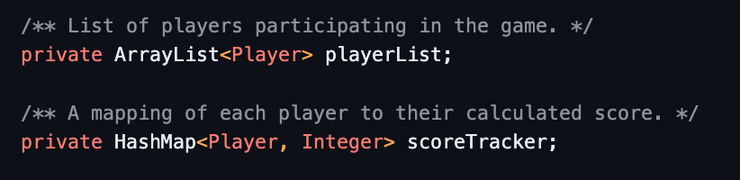 /** List of players participating in the game. */
private ArrayList<Player> playerList;
/** A mapping of each player to their calculated score. */
private HashMap<Player, Integer> scoreTracker;